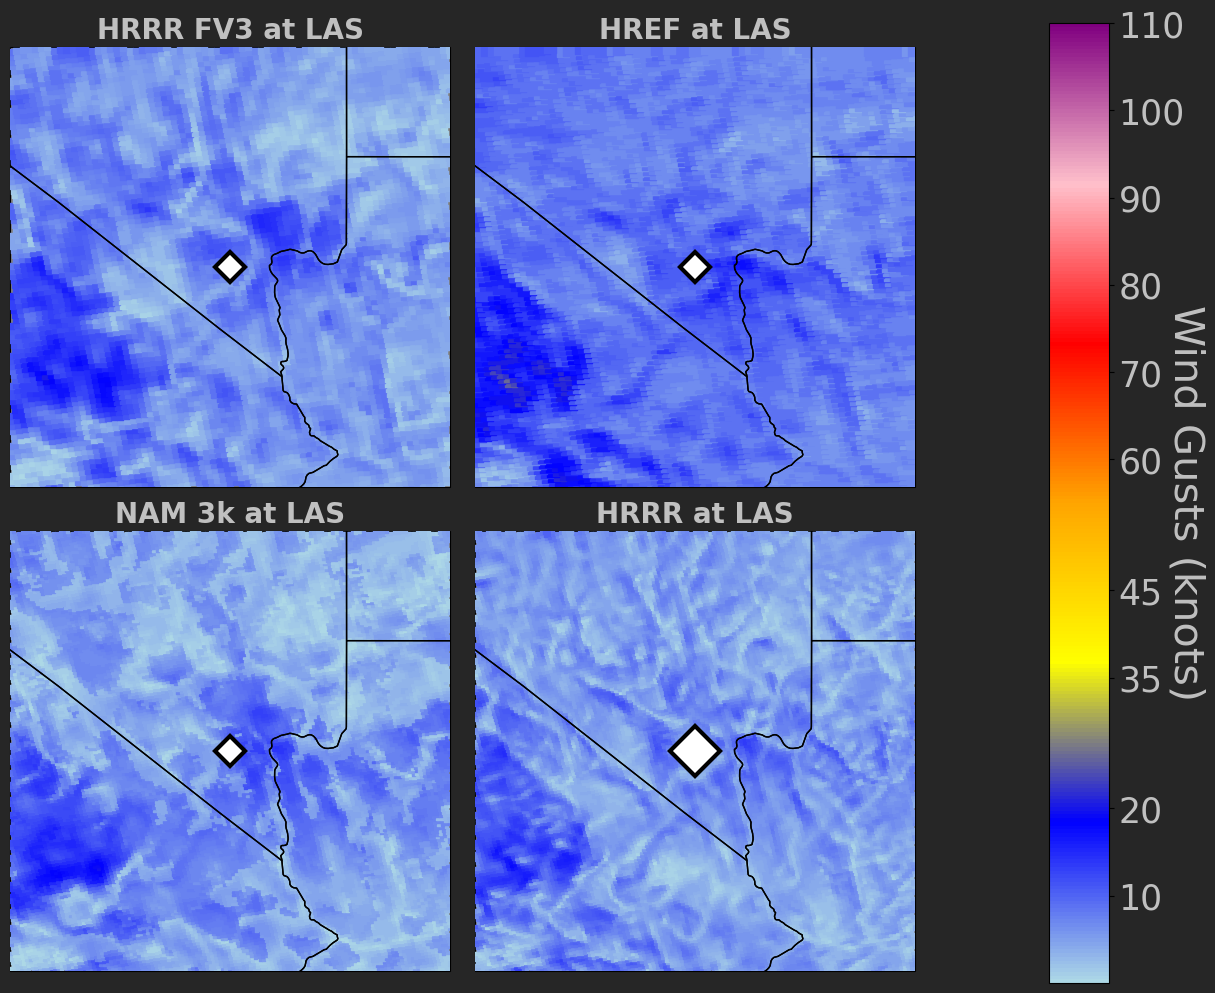 HRRR FV3 at LAS
HREF at LAS
NAM 3k at LAS
HRRR at LAS
110
100
90
80
70
60
45
35
20
10
Wind Gusts (knots)